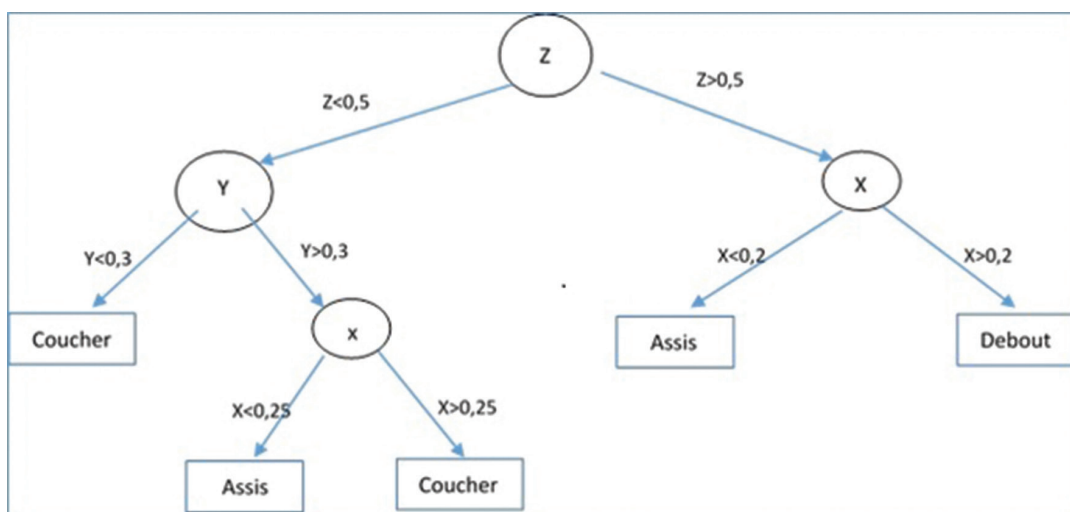 Z
Z<0,5
Z>0,5
Y
X
Y<0,3
Y>0,3
X<0,2
X>0,2
Coucher
x
Assis
Debout
X<0,25
X>0,25
Assis
Coucher